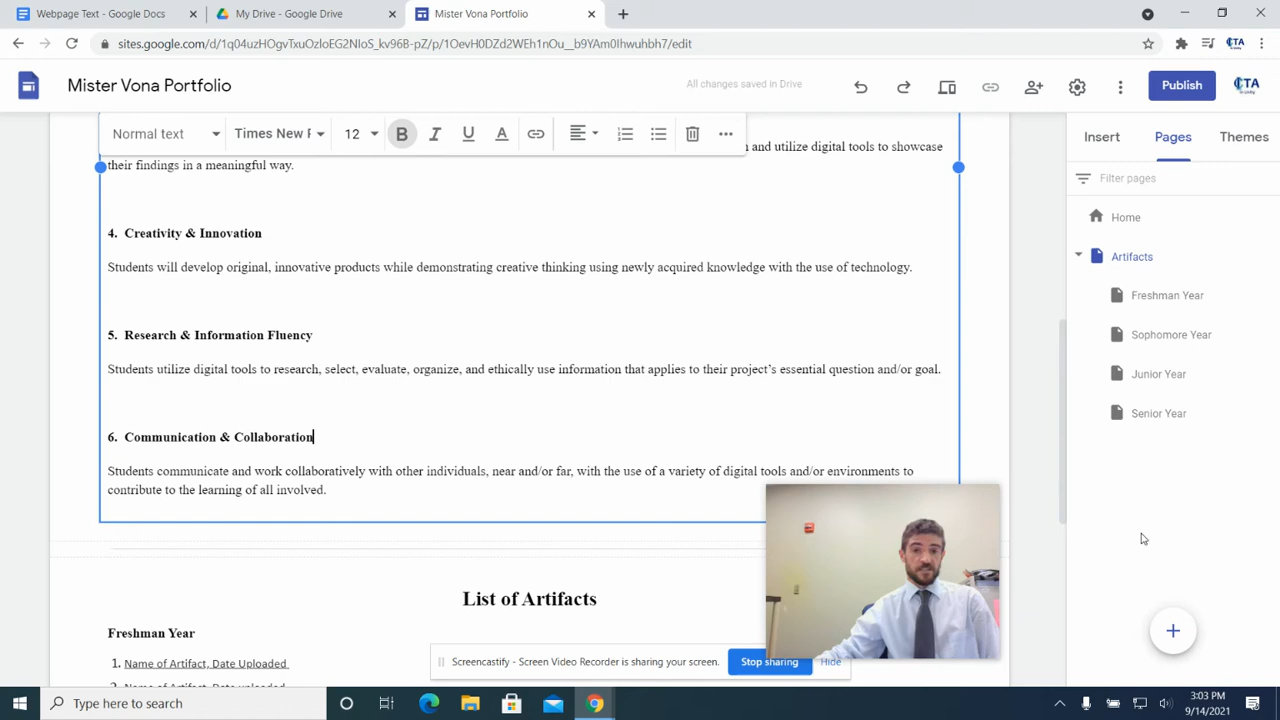 Webpage Text - Google Docs
My Drive - Google Drive
Mister Vona Portfolio
sites.google.com/d/1q04uzHOgvTxuOzloEG2NIoS_kv96B-pZ/p/1OevH0DZd2WEh1nOu__b9YAm0Ihwuhbh7/edit
Mister Vona Portfolio
All changes saved in Drive
Publish
Normal text
Times New
12
Insert
Pages
Themes
and utilize digital tools to showcase
their findings in a meaningful way.
4. Creativity & Innovation
Students will develop original, innovative products while demonstrating creative thinking using newly acquired knowledge with the use of technology.
5. Research & Information Fluency
Students utilize digital tools to research, select, evaluate, organize, and ethically use information that applies to their project's essential question and/or goal.
6. Communication & Collaboration
Students communicate and work collaboratively with other individuals, near and/or far, with the use of a variety of digital tools and/or environments to
contribute to the learning of all involved.
List of Artifacts
Freshman Year
1. Name of Artifact, Date Uploaded
Filter pages
Home
Artifacts
Freshman Year
Sophomore Year
Junior Year
Senior Year
Screencastify - Screen Video Recorder is sharing your screen.
Stop sharing
Hide
Type here to search
3:03 PM
9/14/2021